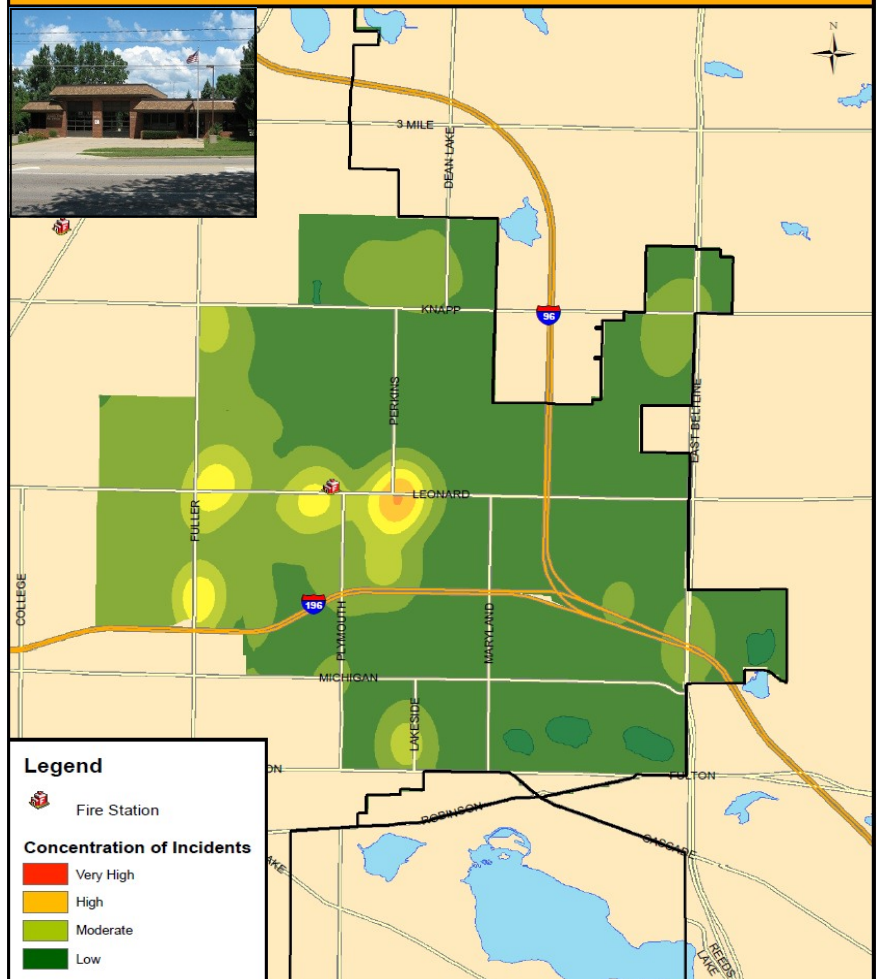 N
3 MILE
DEAN LAKE
KNAPP
96
PERKINS
EAST BELTLINE
LEONARD
FULLER
COLLEGE
196
PLYMOUTH
MARYLAND
MICHIGAN
LAKESIDE
FULTON
ROBINSON
CASCADE
REEDS
LAKE
Legend
Fire Station
Concentration of Incidents
Very High
High
Moderate
Low